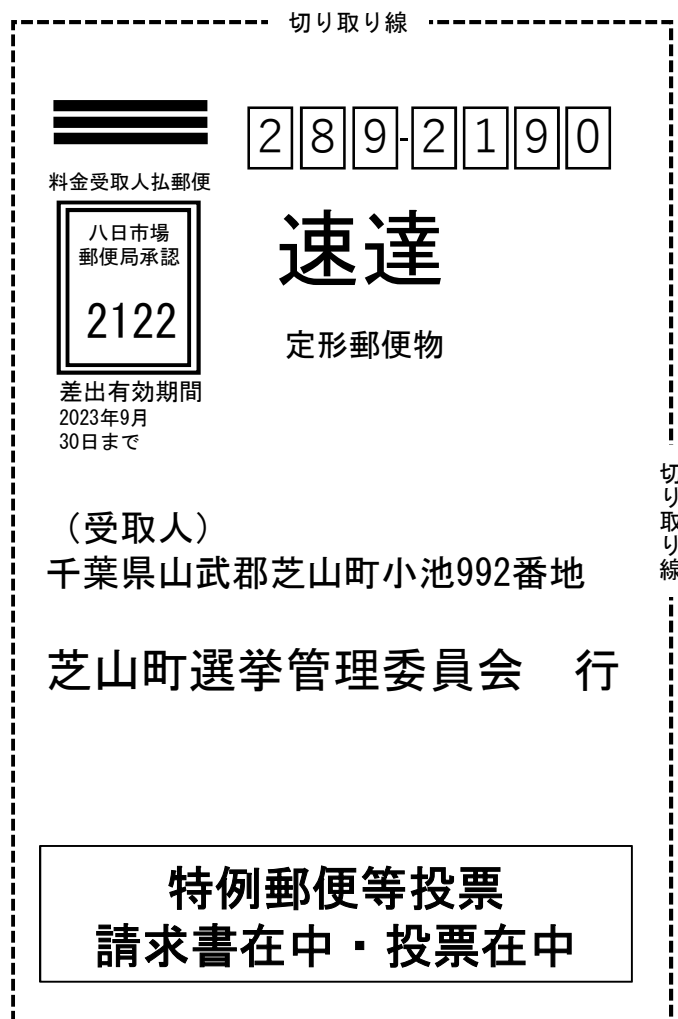 切り取り線
289-2190
料金受取人払郵便
八日市場
郵便局承認
2122
速達
定形郵便物
差出有効期間
2023年9月
30日まで
切り取り線
（受取人）
千葉県山武郡芝山町小池992番地
芝山町選挙管理委員会　行
特例郵便等投票
請求書在中・投票在中